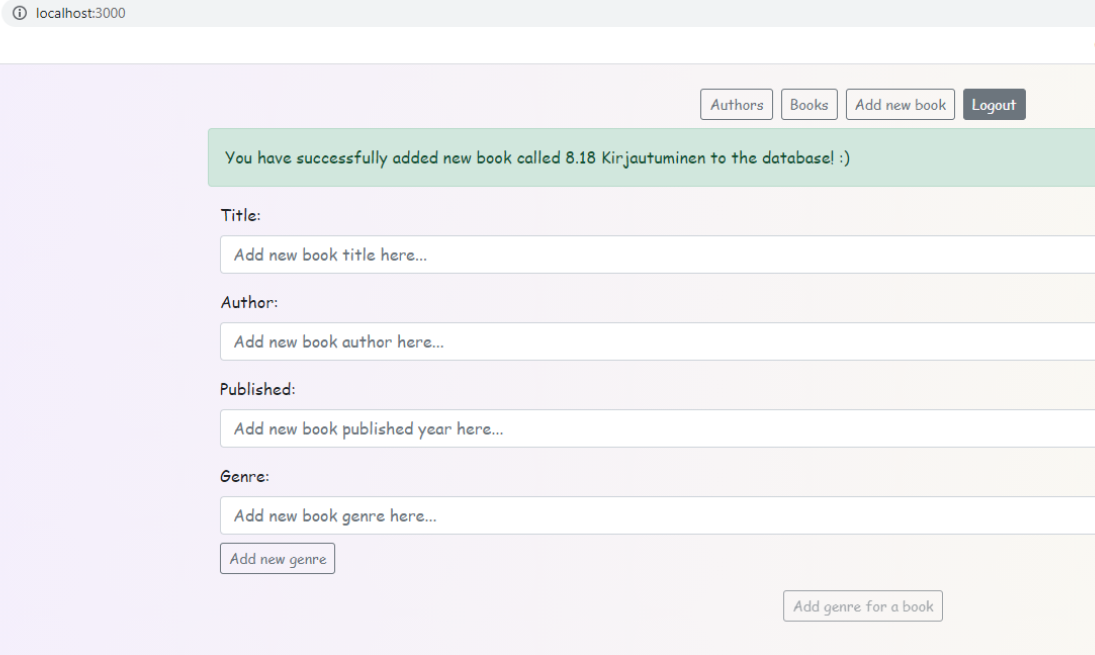 localhost:3000
Authors Books Add new book Logout
You have successfully added new book called 8.18 Kirjautuminen to the database! :)
Title:
Add new book title here...
Author:
Add new book author here...
Published:
Add new book published year here...
Genre:
Add new book genre here...
Add new genre
Add genre for a book